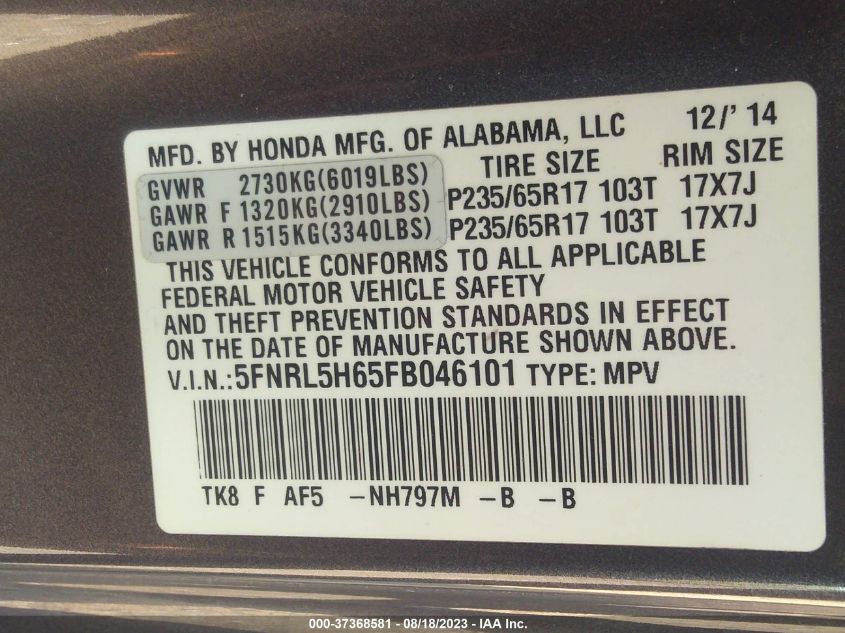 MFD. BY HONDA MFG. OF ALABAMA, LLC 12/' 14
TIRE SIZE RIM SIZE
GVWR 2730KG(6019LBS)
GAWR F 1320KG(2910LBS) P235/65R17 103T 17X7J
GAWR R 1515KG(3340LBS) P235/65R17 103T 17X7J
THIS VEHICLE CONFORMS TO ALL APPLICABLE
FEDERAL MOTOR VEHICLE SAFETY
AND THEFT PREVENTION STANDARDS IN EFFECT
ON THE DATE OF MANUFACTURE SHOWN ABOVE.
V.I.N.:5FNRL5H65FB046101 TYPE: MPV
TK8 F AF5 -NH797M -B -B
000-37368581 - 08/18/2023 - IAA Inc.